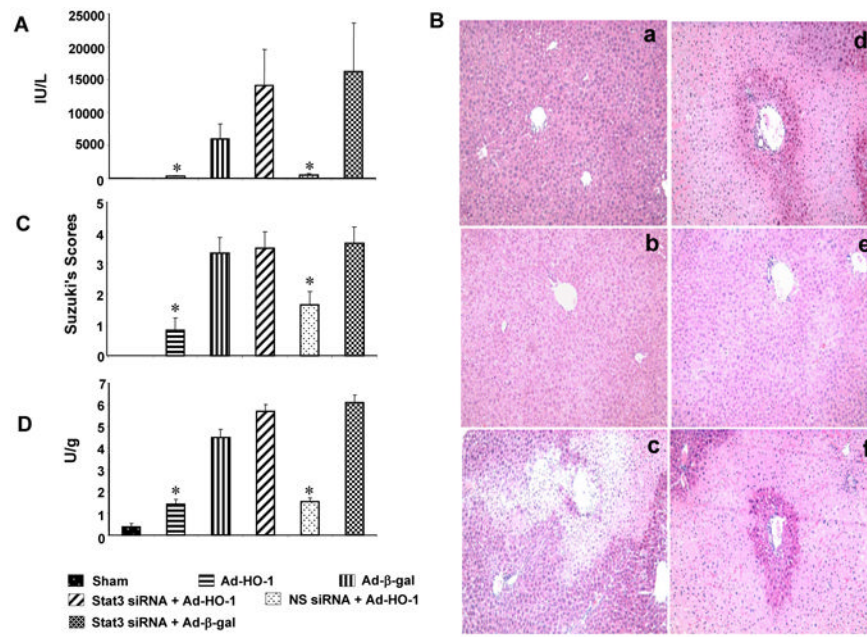 A
IU/L
25000
20000
15000
10000
5000
0
*
*
C
Suzuki's Scores
5
4
3
2
1
0
*
*
D
U/g
7
6
5
4
3
2
1
0
*
*
Sham
Ad-HO-1
Ad-β-gal
Stat3 siRNA + Ad-HO-1
NS siRNA + Ad-HO-1
Stat3 siRNA + Ad-β-gal
B
a
d
b
e
c
f